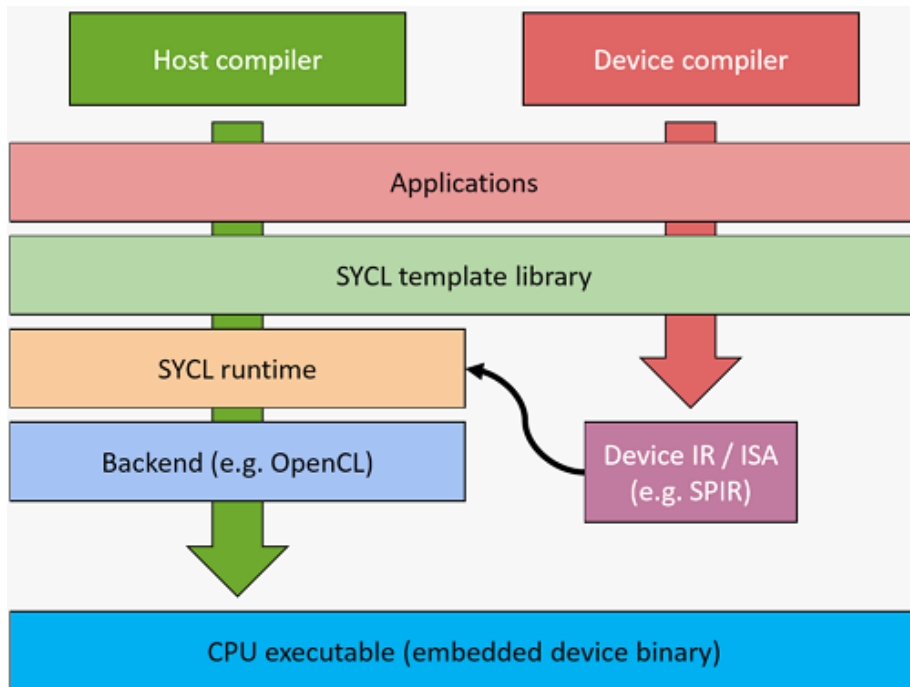 Host compiler
Device compiler
Applications
SYCL template library
SYCL runtime
Backend (e.g. OpenCL)
Device IR / ISA
(e.g. SPIR)
CPU executable (embedded device binary)